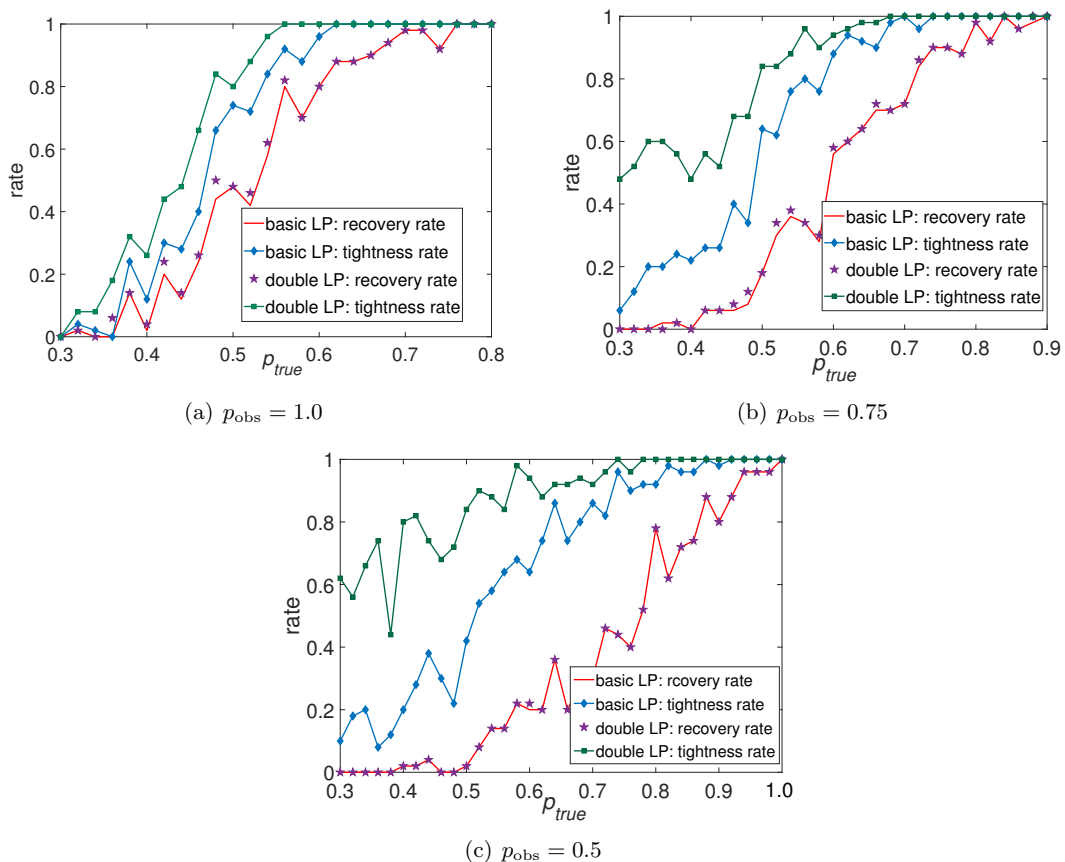 1
0.8
0.6
0.4
0.2
0
rate
0.3
0.4
0.5
0.6
0.7
0.8
p_true
basic LP: recovery rate
basic LP: tightness rate
double LP: recovery rate
double LP: tightness rate
(a) p_obs = 1.0
1
0.8
0.6
0.4
0.2
0
rate
0.3
0.4
0.5
0.6
0.7
0.8
0.9
p_true
basic LP: recovery rate
basic LP: tightness rate
double LP: recovery rate
double LP: tightness rate
(b) p_obs = 0.75
1
0.8
0.6
0.4
0.2
0
rate
0.3
0.4
0.5
0.6
0.7
0.8
0.9
1.0
p_true
basic LP: rcovery rate
basic LP: tightness rate
double LP: recovery rate
double LP: tightness rate
(c) p_obs = 0.5